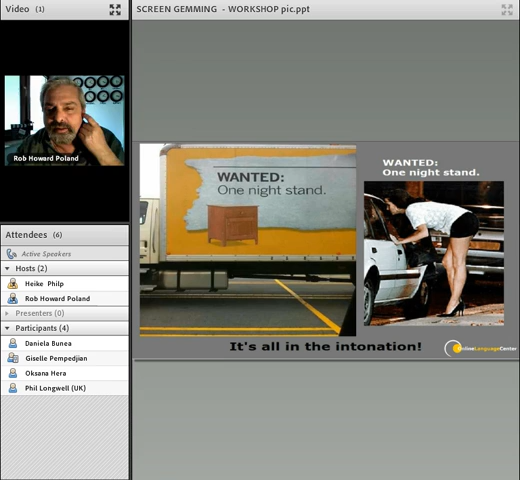 Video (1)
SCREEN GEMMING - WORKSHOP pic.ppt
Rob Howard Poland
Attendees (6)
Active Speakers
Hosts (2)
Heike Philp
Rob Howard Poland
Presenters (0)
Participants (4)
Daniela Bunea
Giselle Pempedjian
Oksana Hera
Phil Longwell (UK)
WANTED:
One night stand.
WANTED:
One night stand.
It's all in the intonation!
OnlineLanguageCenter